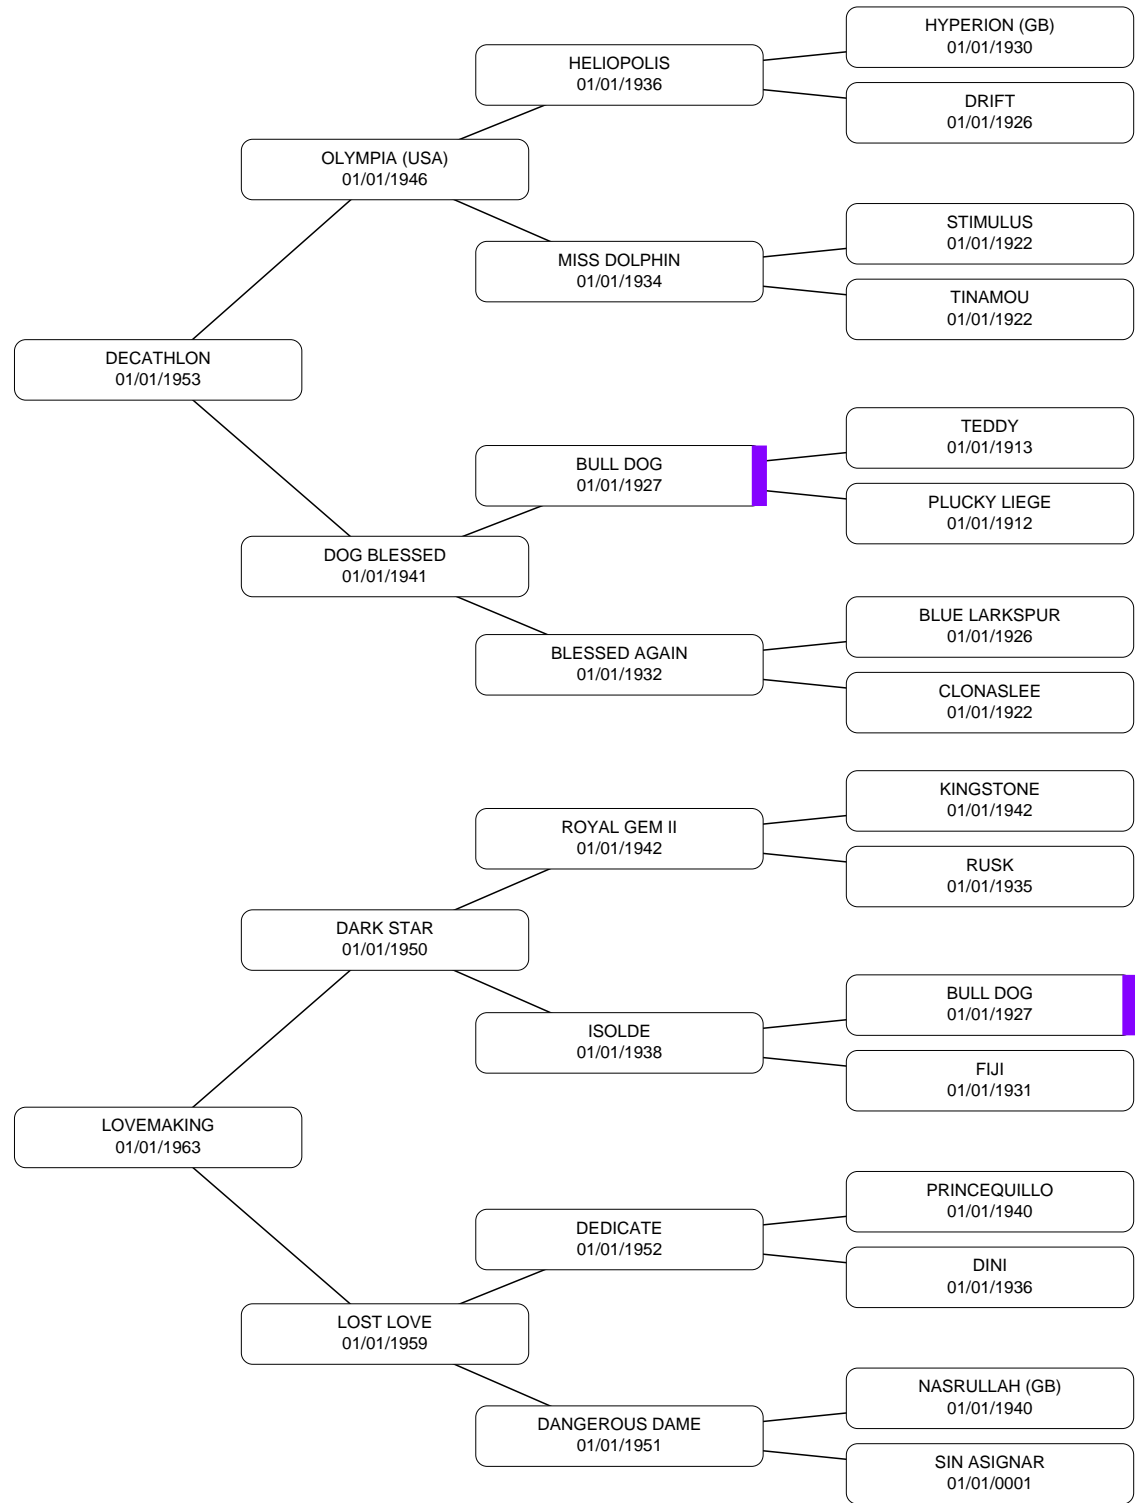 HYPERION (GB)
01/01/1930
HELIOPOLIS
01/01/1936
DRIFT
01/01/1926
OLYMPIA (USA)
01/01/1946
STIMULUS
01/01/1922
MISS DOLPHIN
01/01/1934
TINAMOU
01/01/1922
DECATHLON
01/01/1953
TEDDY
01/01/1913
BULL DOG
01/01/1927
PLUCKY LIEGE
01/01/1912
DOG BLESSED
01/01/1941
BLUE LARKSPUR
01/01/1926
BLESSED AGAIN
01/01/1932
CLONASLEE
01/01/1922
KINGSTONE
01/01/1942
ROYAL GEM II
01/01/1942
RUSK
01/01/1935
DARK STAR
01/01/1950
BULL DOG
01/01/1927
ISOLDE
01/01/1938
FIJI
01/01/1931
LOVEMAKING
01/01/1963
PRINCEQUILLO
01/01/1940
DEDICATE
01/01/1952
DINI
01/01/1936
LOST LOVE
01/01/1959
NASRULLAH (GB)
01/01/1940
DANGEROUS DAME
01/01/1951
SIN ASIGNAR
01/01/0001